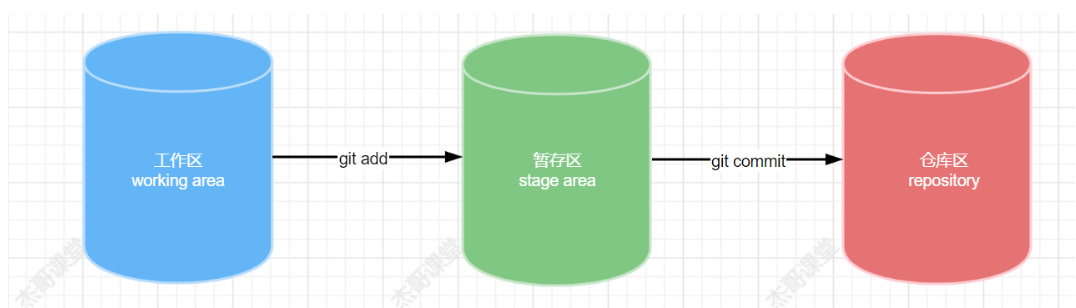 工作区
working area
git add
暂存区
stage area
git commit
仓库区
repository
杰哥课堂
杰哥课堂
杰哥课堂